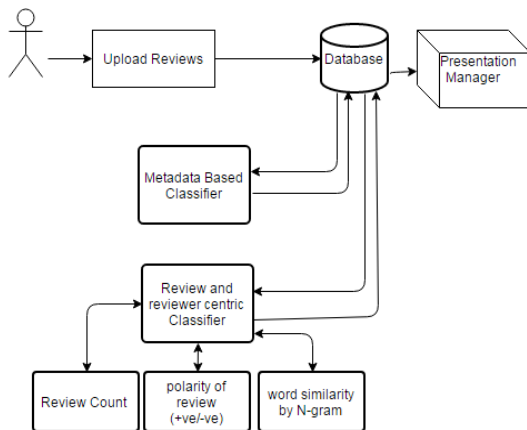 Upload Reviews
Database
Presentation
Manager
Metadata Based
Classifier
Review and
reviewer centric
Classifier
Review Count
polarity of
review
(+ve/-ve)
word similarity
by N-gram